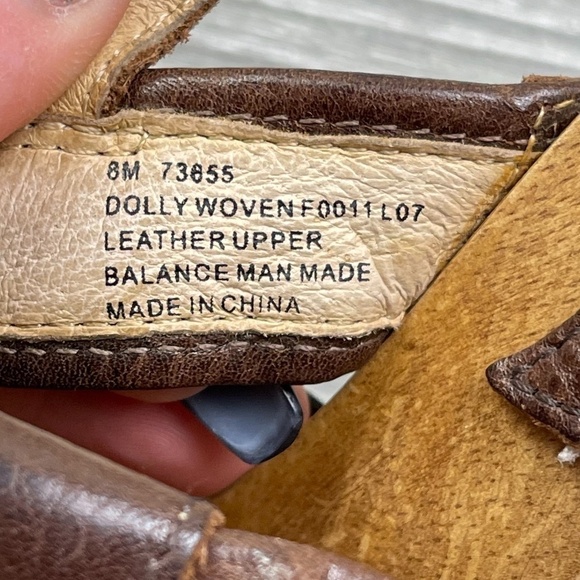 8M 73655
DOLLY WOVEN F0011 L07
LEATHER UPPER
BALANCE MAN MADE
MADE IN CHINA